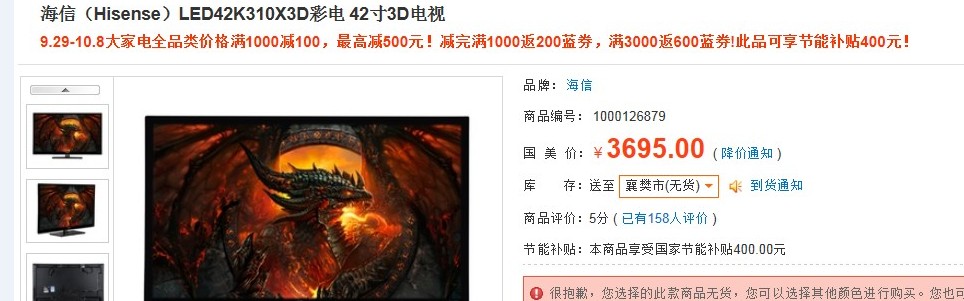 海信（Hisense）LED42K310X3D彩电 42寸3D电视
9.29-10.8大家电全品类价格满1000减100，最高减500元！减完满1000返200蓝券，满3000返600蓝券!此品可享节能补贴400元！
品牌：海信
商品编号：1000126879
国 美 价：￥3695.00 (降价通知)
库 存：送至 襄樊市(无货) 到货通知
商品评价：5分 (已有158人评价)
节能补贴：本商品享受国家节能补贴400.00元
很抱歉，您选择的此款商品无货，您可以选择其他颜色进行购买。您也可